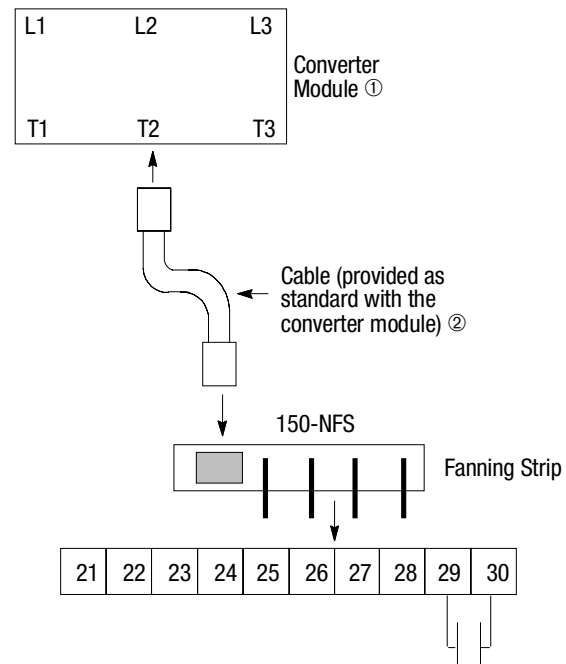 L1 L2 L3
Converter
Module ①
T1 T2 T3
Cable (provided as
standard with the
converter module) ②
150-NFS
Fanning Strip
21 22 23 24 25 26 27 28 29 30